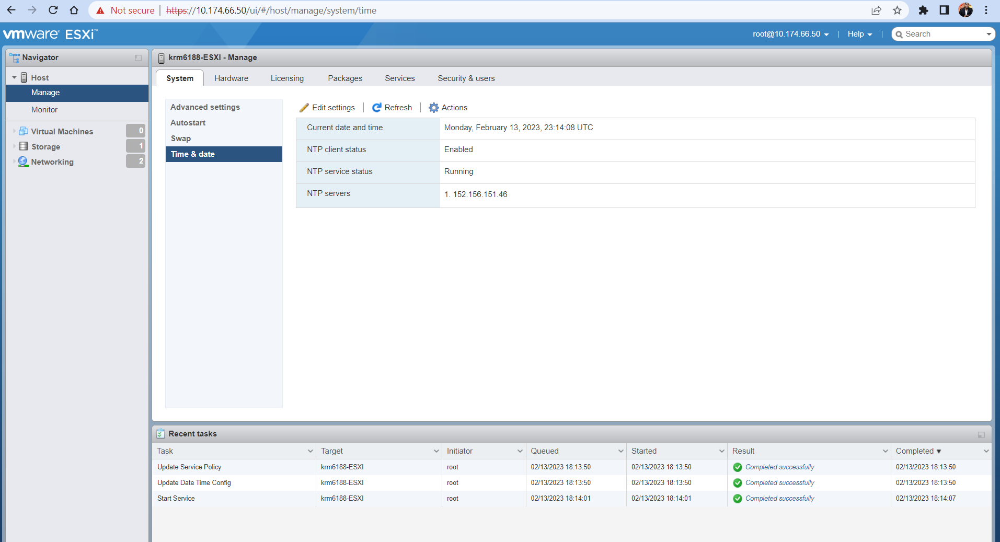 Not secure | https://10.174.66.50/ui/#/host/manage/system/time
vmware® ESXi™
root@10.174.66.50 | Help | Search
Navigator
Host
Manage
Monitor
Virtual Machines 0
Storage 1
Networking 2
krm6188-ESXI - Manage
System Hardware Licensing Packages Services Security & users
Advanced settings
Autostart
Swap
Time & date
Edit settings | Refresh | Actions
Current date and time Monday, February 13, 2023, 23:14:08 UTC
NTP client status Enabled
NTP service status Running
NTP servers 1. 152.156.151.46
Recent tasks
Task Target Initiator Queued Started Result Completed
Update Service Policy krm6188-ESXI root 02/13/2023 18:13:50 02/13/2023 18:13:50 Completed successfully 02/13/2023 18:13:50
Update Date Time Config krm6188-ESXI root 02/13/2023 18:13:50 02/13/2023 18:13:50 Completed successfully 02/13/2023 18:13:50
Start Service krm6188-ESXI root 02/13/2023 18:14:01 02/13/2023 18:14:01 Completed successfully 02/13/2023 18:14:07